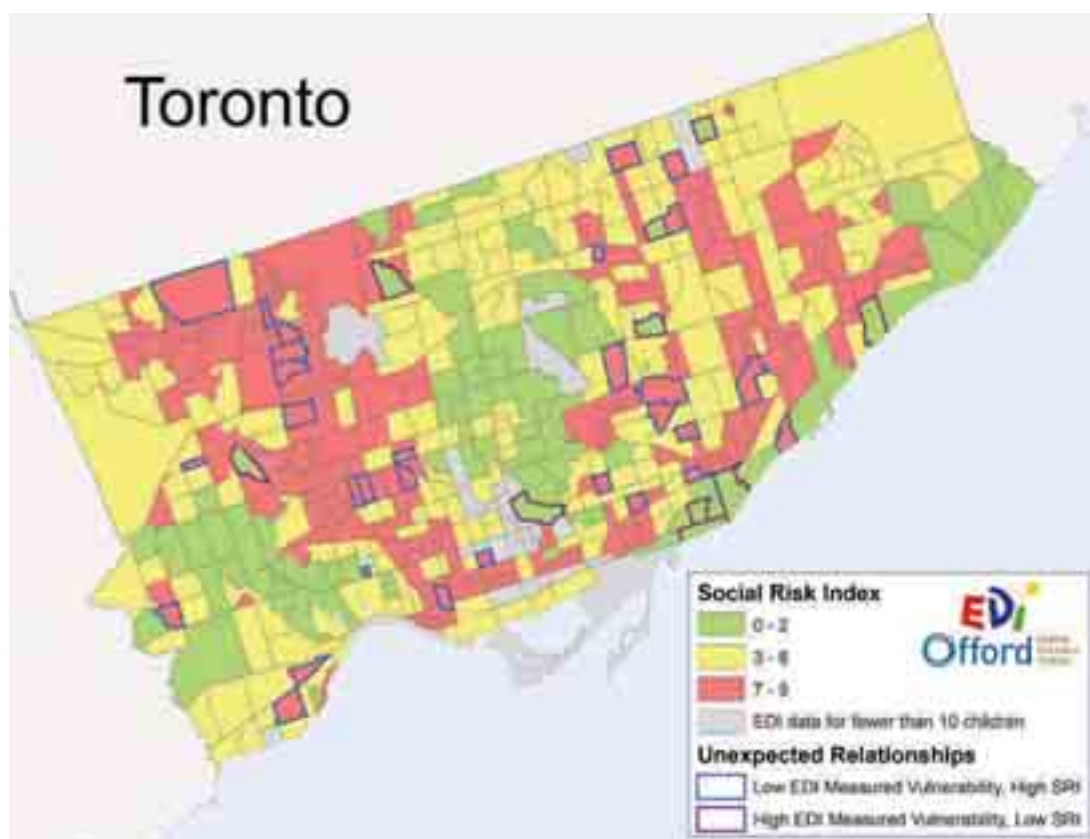 Toronto
Social Risk Index
0 - 2
3 - 6
7 - 9
EDI data for fewer than 10 children
Unexpected Relationships
Low EDI Measured Vulnerability, High SRI
High EDI Measured Vulnerability, Low SRI
EDi
Offord